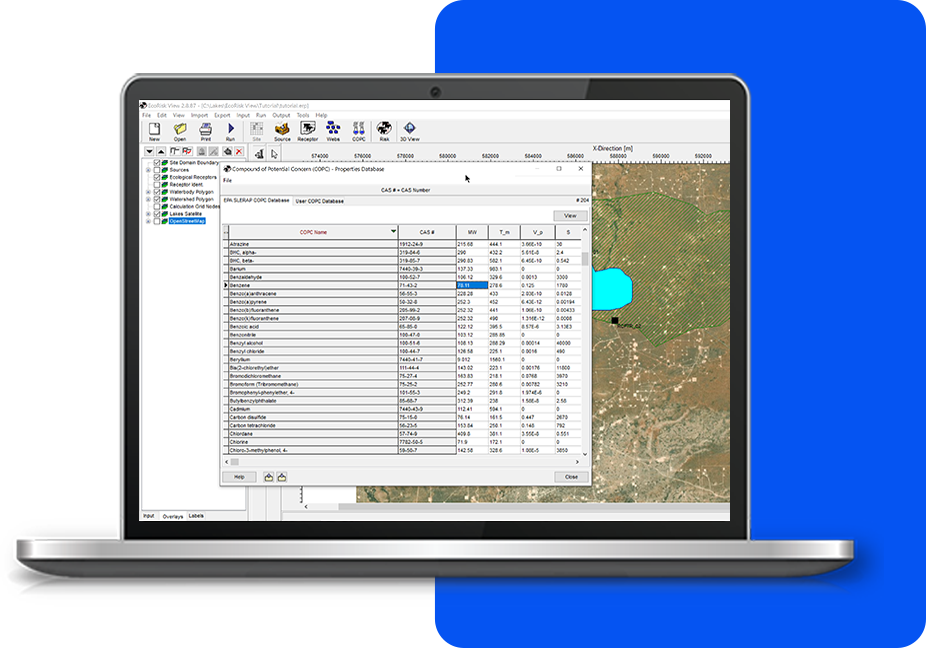 EcoRisk View 2.0.07 - [C:\Lakes\EcoRisk View\Tutorial\tutorial.erp]
File Edit View Import Export Input Run Output Tools Help
New Open Print Run Site Source Receptor Webs COPC Risk 3D View
X-Direction [m]
574000 576000 578000 580000 582000 584000 586000 588000 590000 592000
Site Domain Boundary
Sources
Ecological Receptors
Receptor Ident.
Waterbody Polygon
Watershed Polygon
Calculation Grid Nodes
Lakes Satellite
OpenStreetMap
Compound of Potential Concern (COPC) - Properties Database
File
CAS # = CAS Number
EPA SLERAP COPC Database User COPC Database # 204
View
COPC Name CAS # MW T_m V_p S
Atrazine 1912-24-9 215.68 444.1 3.66E-10 30
BHC, alpha- 319-84-6 290 432.2 5.61E-8 2.4
BHC, beta- 319-85-7 290.83 582.1 6.45E-10 0.542
Barium 7440-39-3 137.33 983.1 0 0
Benzaldehyde 100-52-7 106.12 329.6 0.0013 3300
Benzene 71-43-2 78.11 278.6 0.125 1780
Benzo(a)anthracene 56-55-3 228.28 433 2.03E-10 0.0128
Benzo(a)pyrene 50-32-8 252.3 452 6.43E-12 0.00194
Benzo(b)fluoranthene 205-99-2 252.32 441 1.06E-10 0.00433
Benzo(k)fluoranthene 207-08-9 252.32 490 1.316E-12 0.0008
Benzoic acid 65-85-0 122.12 395.5 8.57E-6 3.13E3
Benzonitrile 100-47-0 103.12 285.85 0 0
Benzyl alcohol 100-51-6 108.13 288.29 0.00014 40000
Benzyl chloride 100-44-7 126.58 225.1 0.0016 490
Beryllium 7440-41-7 9.012 1560.1 0 0
Bis(2-chlorethyl)ether 111-44-4 143.02 223.1 0.00176 11800
Bromodichloromethane 75-27-4 163.83 218.1 0.0768 3970
Bromoform (Tribromomethane) 75-25-2 252.77 280.6 0.00782 3210
Bromophenyl-phenylether, 4- 101-55-3 249.2 291.8 1.974E-6 0
Butylbenzylphthalate 85-68-7 312.39 238 1.58E-8 2.58
Cadmium 7440-43-9 112.41 594.1 0 0
Carbon disulfide 75-15-0 76.14 161.5 0.447 2670
Carbon tetrachloride 56-23-5 153.84 250.1 0.148 792
Chlordane 57-74-9 409.8 381.1 3.55E-8 0.551
Chlorine 7782-50-5 71.9 172.1 0 0
Chloro-3-methylphenol, 4- 59-50-7 142.58 328.6 1.00E-5 3850
Help Close
Input Overlays Labels